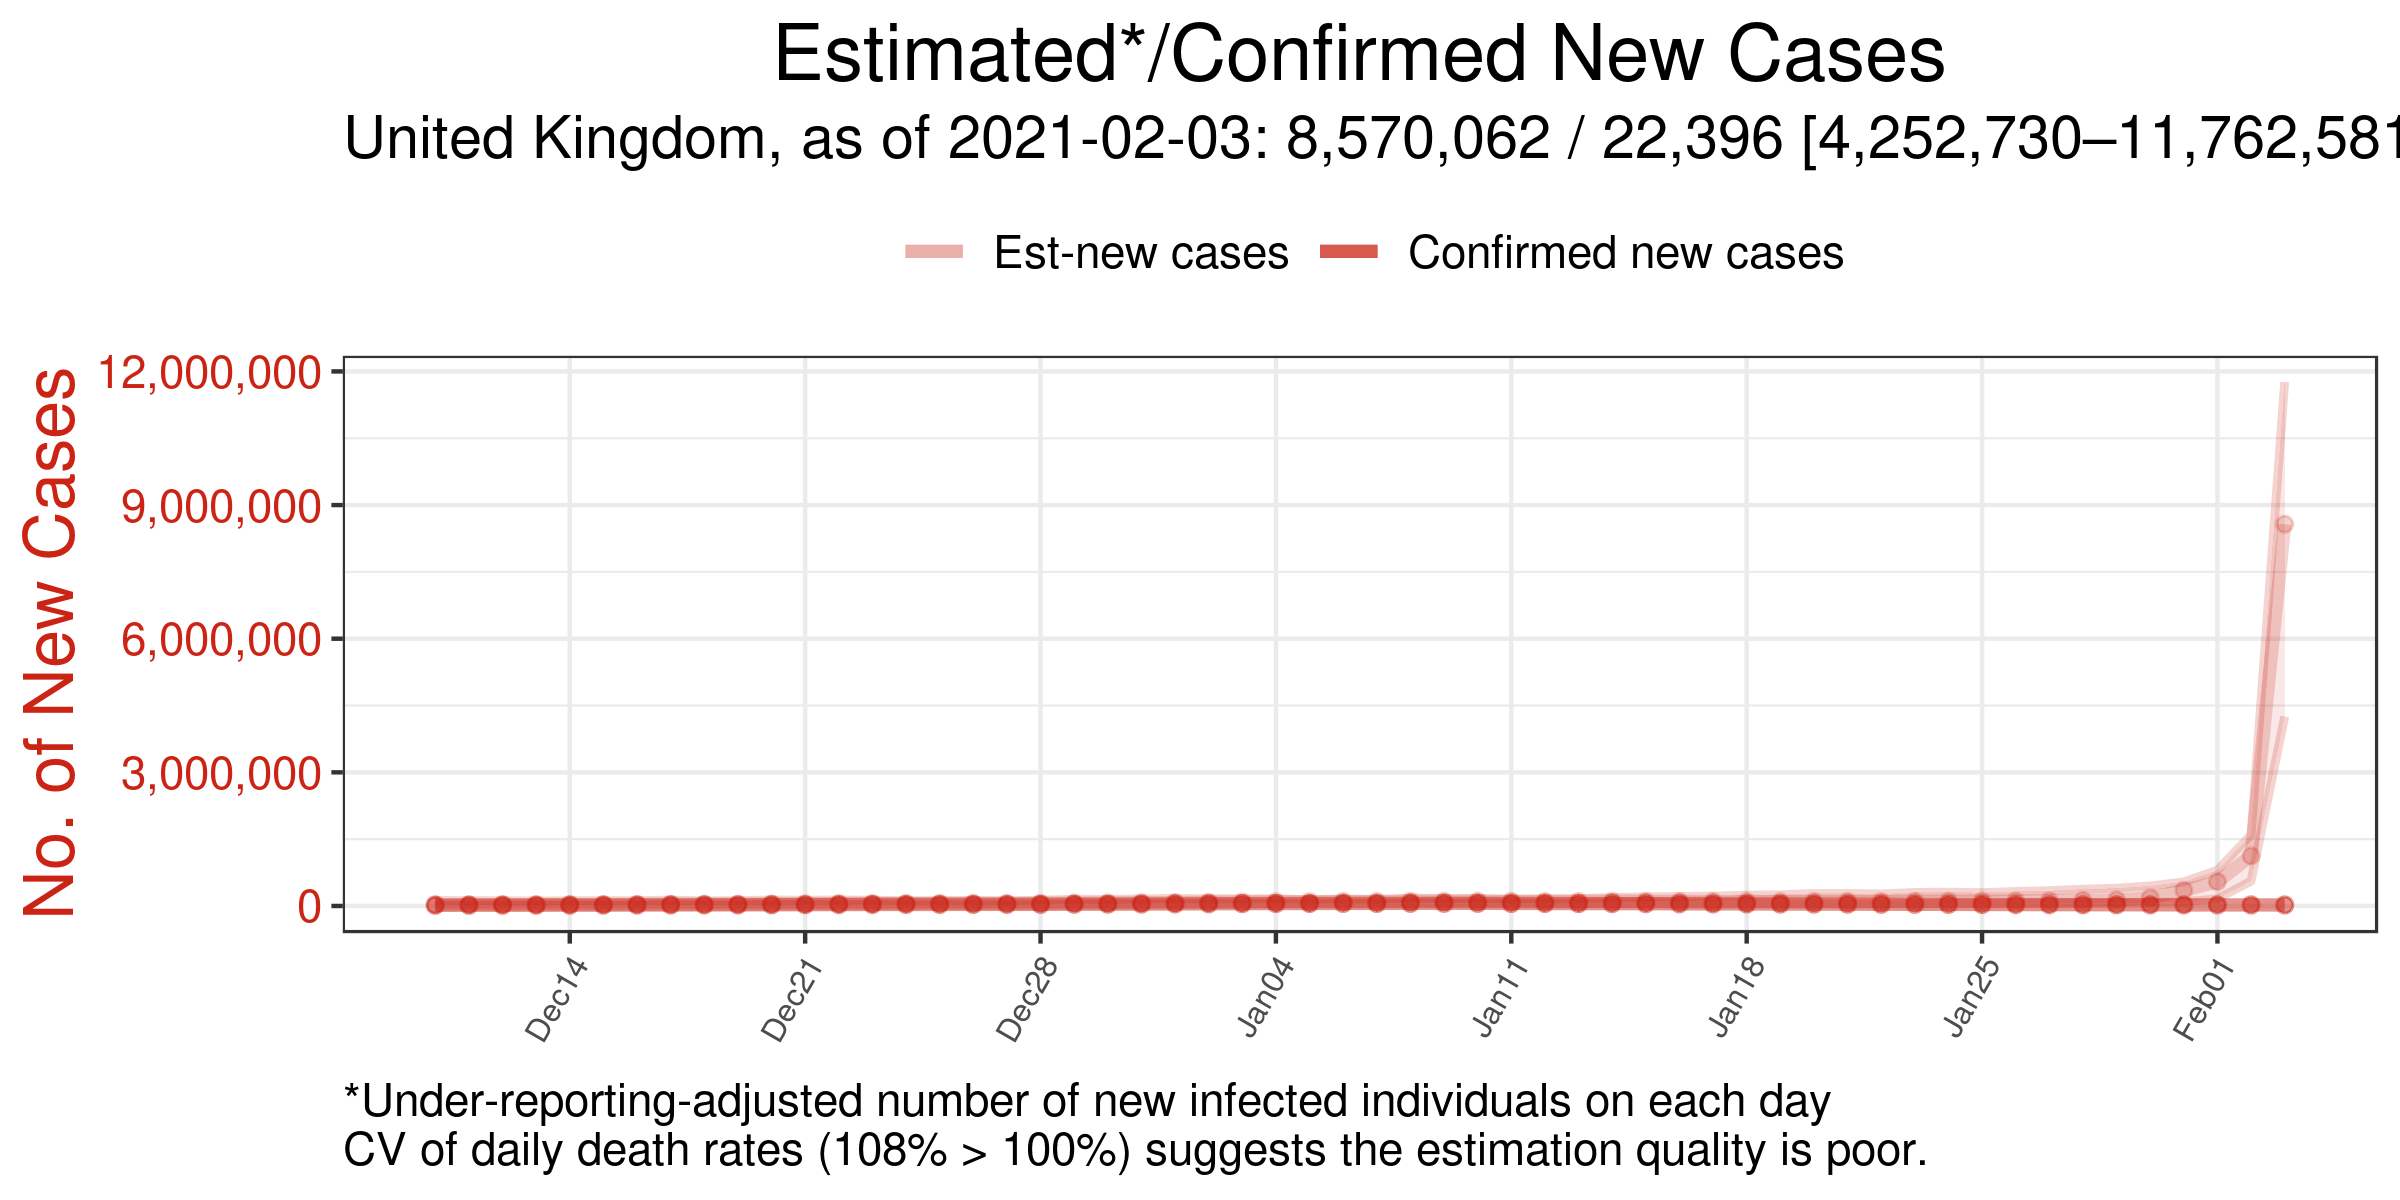 Estimated*/Confirmed New Cases
United Kingdom, as of 2021-02-03: 8,570,062 / 22,396 [4,252,730–11,762,581
Est-new cases
Confirmed new cases
No. of New Cases
12,000,000
9,000,000
6,000,000
3,000,000
0
Dec14
Dec21
Dec28
Jan04
Jan11
Jan18
Jan25
Feb01
*Under-reporting-adjusted number of new infected individuals on each day
CV of daily death rates (108% > 100%) suggests the estimation quality is poor.